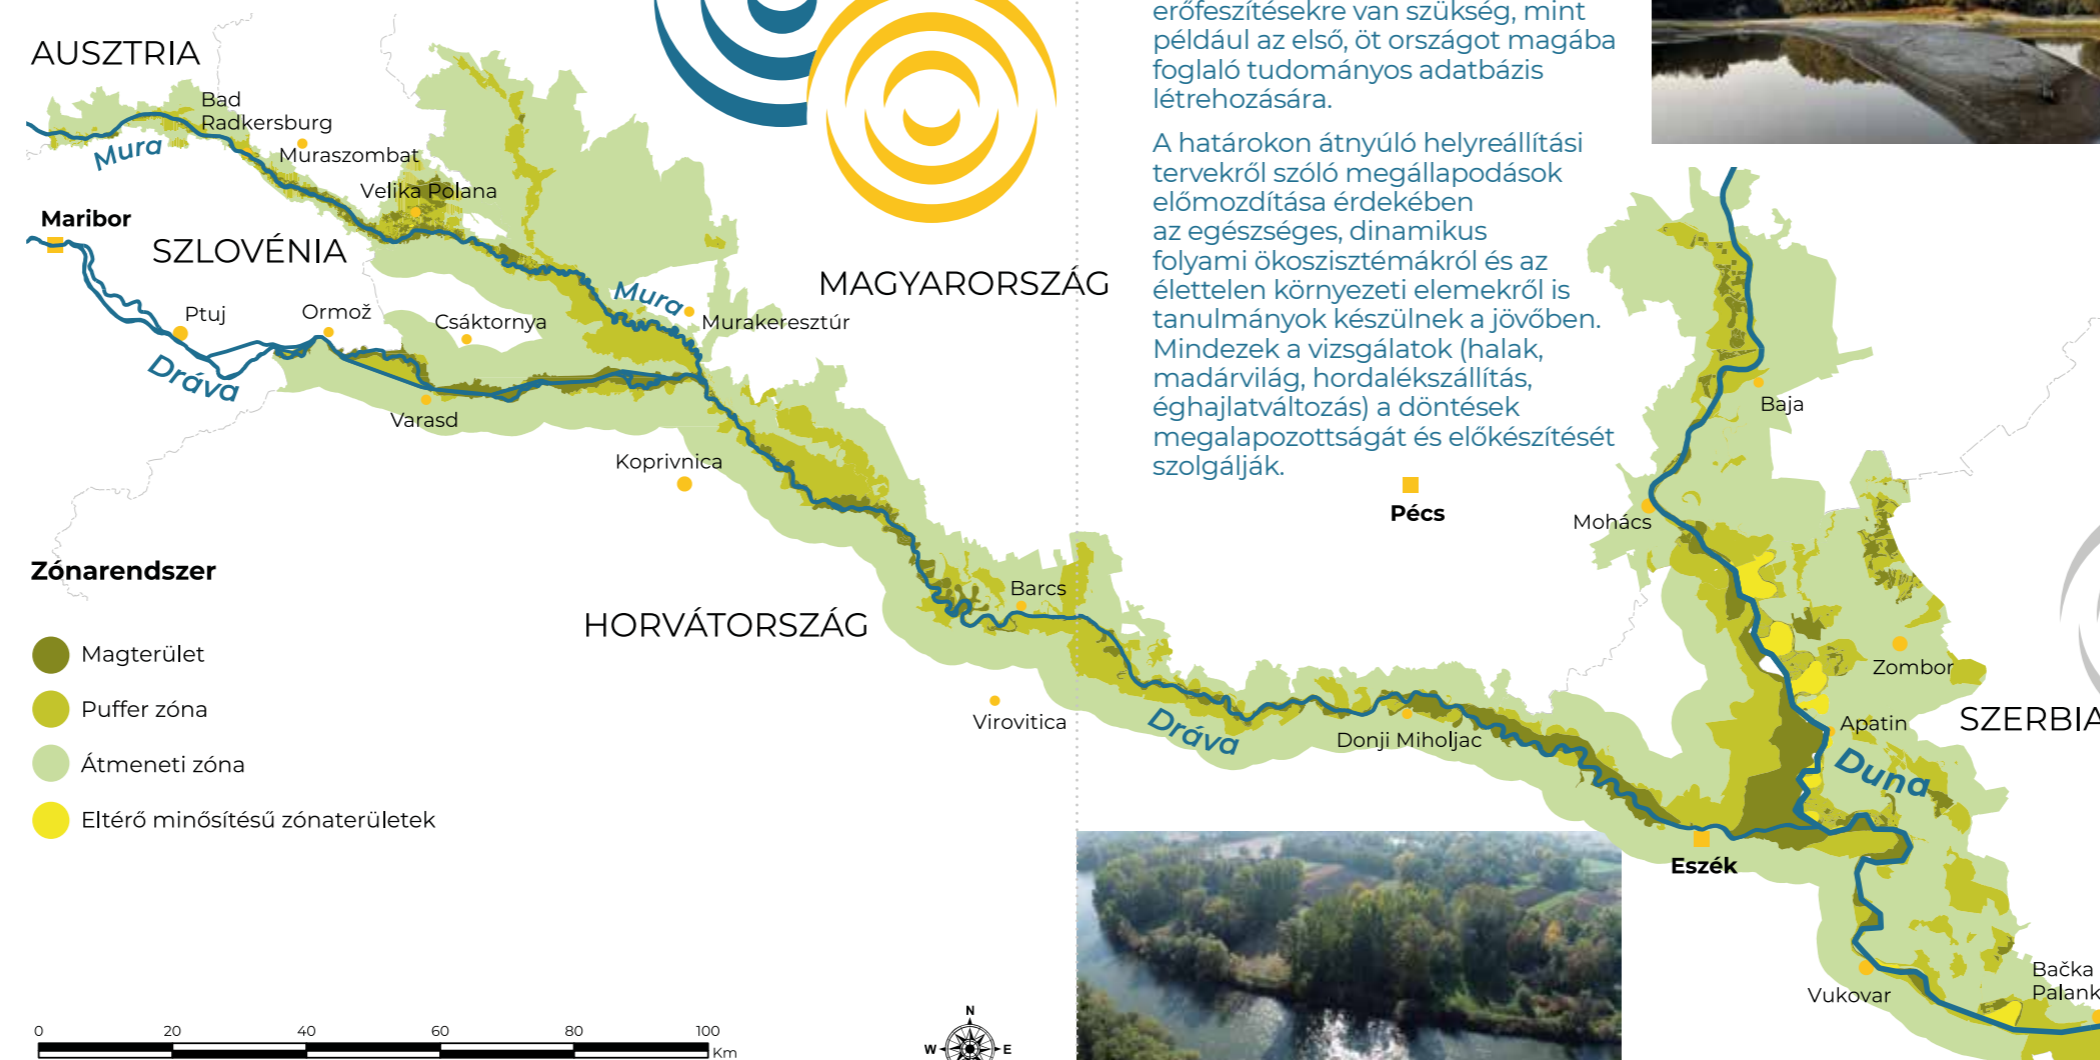 erőfeszítésekre van szükség, mint
például az első, öt országot magába
foglaló tudományos adatbázis
létrehozására.
A határokon átnyúló helyreállítási
tervekről szóló megállapodások
előmozdítása érdekében
az egészséges, dinamikus
folyami ökoszisztémákról és az
élettelen környezeti elemekről is
tanulmányok készülnek a jövőben.
Mindezek a vizsgálatok (halak,
madárvilág, hordalékszállítás,
éghajlatváltozás) a döntések
megalapozottságát és előkészítését
szolgálják.
AUSZTRIA
Bad
Radkersburg
Mura
Muraszombat
Velika Polana
Maribor
SZLOVÉNIA
MAGYARORSZÁG
Mura
Ptuj
Ormož
Csáktornya
Murakeresztúr
Dráva
Varasd
Baja
Koprivnica
Pécs
Mohács
Zónarendszer
Barcs
HORVÁTORSZÁG
Magterület
Zombor
Puffer zóna
Virovitica
Dráva
Donji Miholjac
Apatin
SZERBIA
Átmeneti zóna
Duna
Eltérő minősítésű zónaterületek
Eszék
Vukovar
Bačka
Palank
0 20 40 60 80 100
Km
N
W E